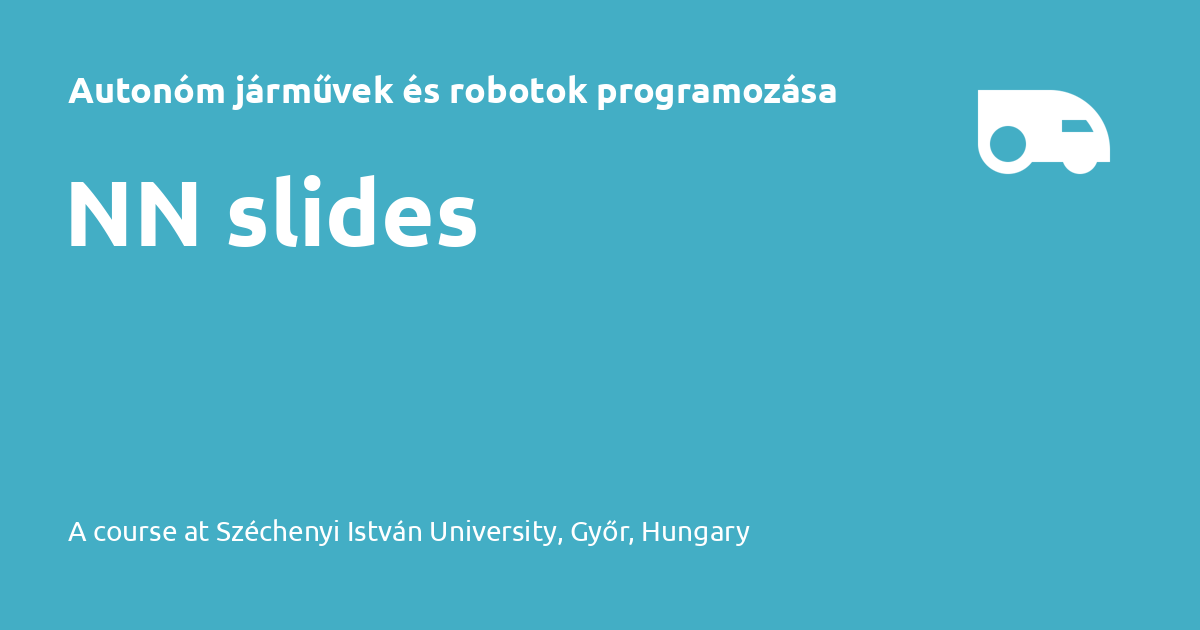 Autonóm járművek és robotok programozása
NN slides
A course at Széchenyi István University, Győr, Hungary